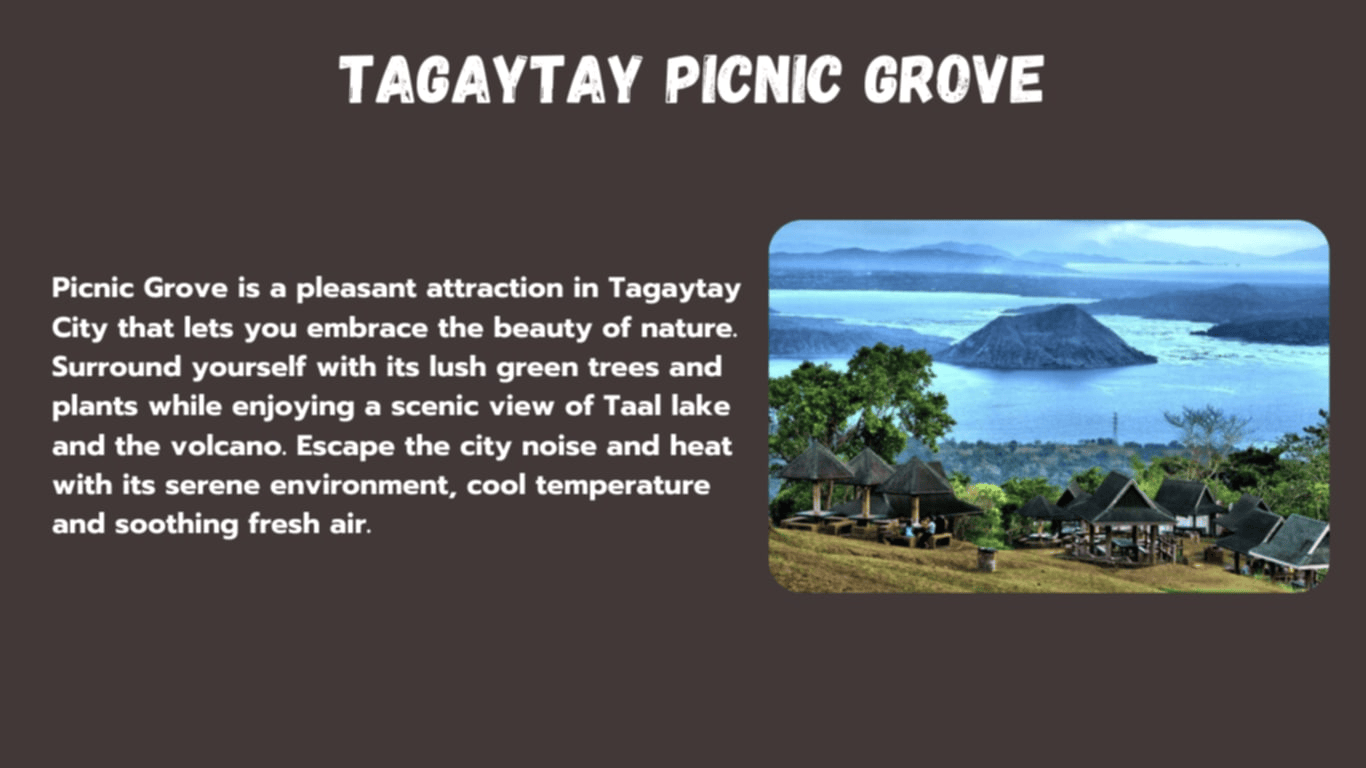 TAGAYTAY PICNIC GROVE
Picnic Grove is a pleasant attraction in Tagaytay
City that lets you embrace the beauty of nature.
Surround yourself with its lush green trees and
plants while enjoying a scenic view of Taal lake
and the volcano. Escape the city noise and heat
with its serene environment, cool temperature
and soothing fresh air.